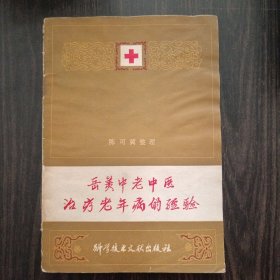 陈可冀整理
岳美中老中医
治疗老年病的经验
科学技术文献出版社